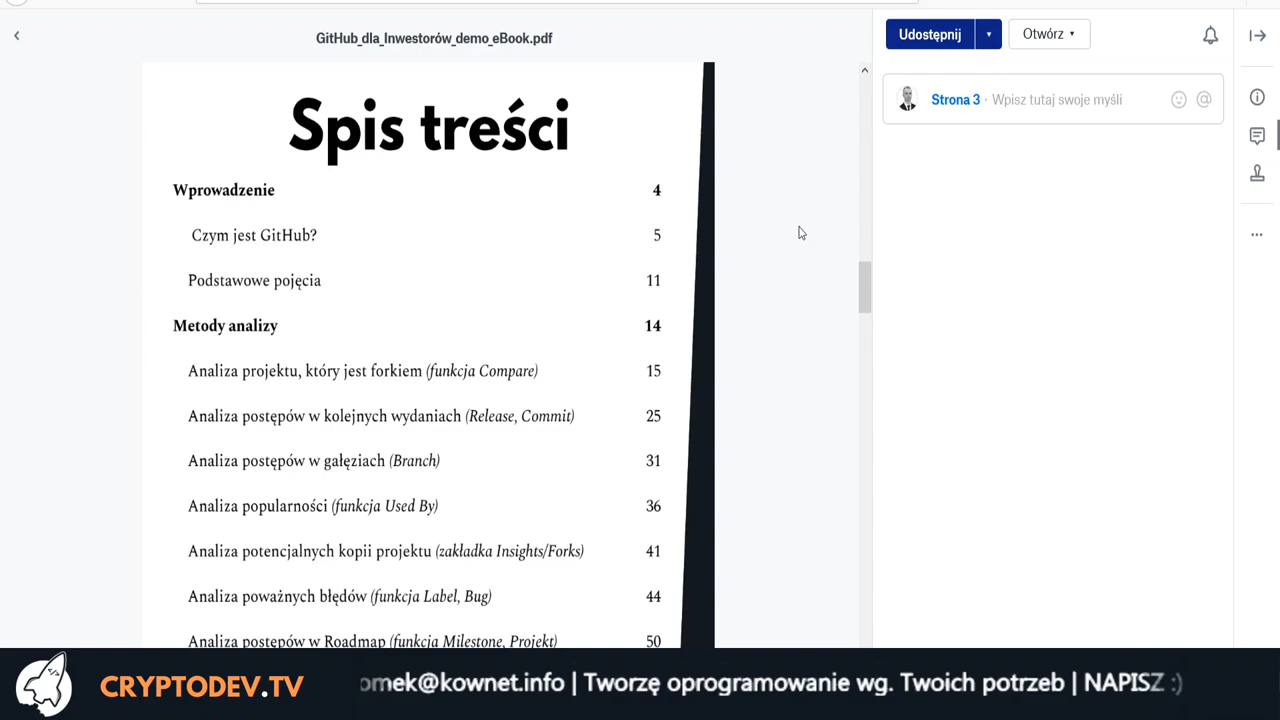 GitHub_dla_Inwestorów_demo_eBook.pdf
Udostępnij
Otwórz
Strona 3 · Wpisz tutaj swoje myśli
Spis treści
Wprowadzenie 4
Czym jest GitHub? 5
Podstawowe pojęcia 11
Metody analizy 14
Analiza projektu, który jest forkiem (funkcja Compare) 15
Analiza postępów w kolejnych wydaniach (Release, Commit) 25
Analiza postępów w gałęziach (Branch) 31
Analiza popularności (funkcja Used By) 36
Analiza potencjalnych kopii projektu (zakładka Insights/Forks) 41
Analiza poważnych błędów (funkcja Label, Bug) 44
Analiza postępów w Roadmap (funkcja Milestone, Projekt) 50
CRYPTODEV.TV
omek@kownet.info | Tworzę oprogramowanie wg. Twoich potrzeb | NAPISZ :)